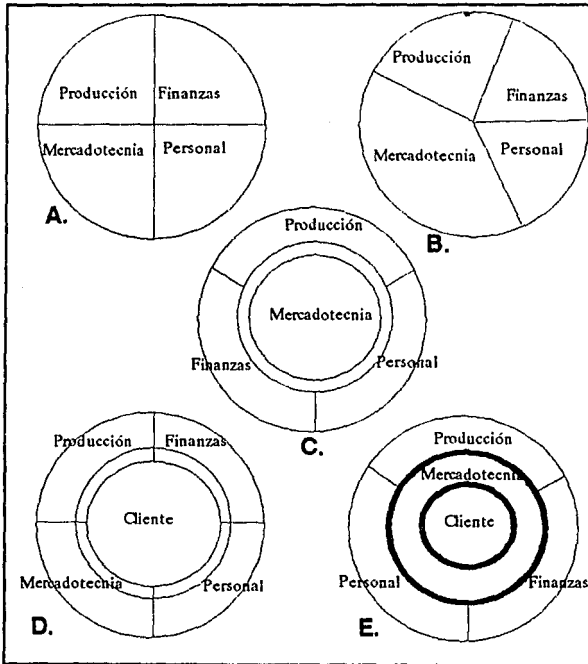 Producción Finanzas
Mercadotecnia Personal
A.
Producción
Finanzas
Mercadotecnia Personal
B.
Producción
Mercadotecnia
Finanzas Personal
C.
Producción Finanzas
Cliente
Mercadotecnia Personal
D.
Producción
Mercadotecnia
Cliente
Personal Finanzas
E.